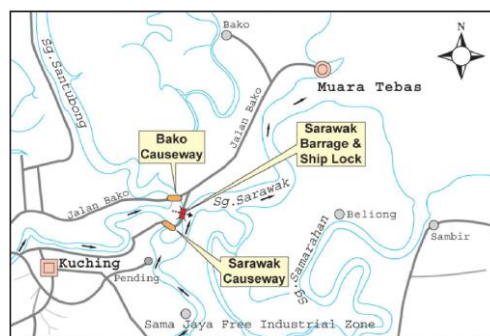 Bako
N
Sg.Santubong
Muara Tebas
Jalan Bako
Bako
Causeway
Sarawak
Barrage &
Ship Lock
Sg.Sarawak
Jalan Bako
Beliong
Sg.Samarahan
Sambir
Kuching
Pending
Sarawak
Causeway
Sama Jaya Free Industrial Zone